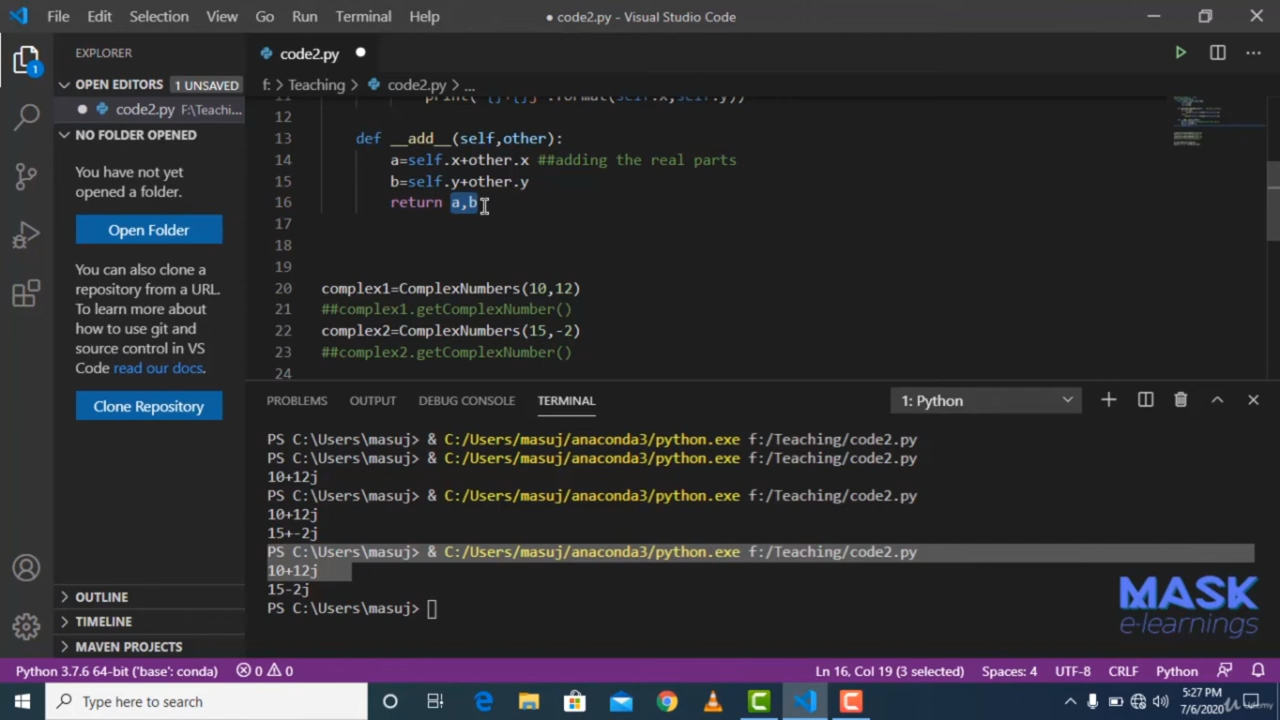 File Edit Selection View Go Run Terminal Help
● code2.py - Visual Studio Code
EXPLORER
OPEN EDITORS 1 UNSAVED
code2.py F:\Teachi...
NO FOLDER OPENED
You have not yet
opened a folder.
Open Folder
You can also clone a
repository from a URL.
To learn more about
how to use git and
source control in VS
Code read our docs.
Clone Repository
OUTLINE
TIMELINE
MAVEN PROJECTS
1
code2.py
f: > Teaching > code2.py > ...
11 print("{}+{}j".format(self.x,self.y))
12
13 def __add__(self,other):
14 a=self.x+other.x ##adding the real parts
15 b=self.y+other.y
16 return a,b
17
18
19
20 complex1=ComplexNumbers(10,12)
21 ##complex1.getComplexNumber()
22 complex2=ComplexNumbers(15,-2)
23 ##complex2.getComplexNumber()
24
PROBLEMS OUTPUT DEBUG CONSOLE TERMINAL 1: Python
PS C:\Users\masuj> & C:/Users/masuj/anaconda3/python.exe f:/Teaching/code2.py
PS C:\Users\masuj> & C:/Users/masuj/anaconda3/python.exe f:/Teaching/code2.py
10+12j
PS C:\Users\masuj> & C:/Users/masuj/anaconda3/python.exe f:/Teaching/code2.py
10+12j
15+-2j
PS C:\Users\masuj> & C:/Users/masuj/anaconda3/python.exe f:/Teaching/code2.py
10+12j
15-2j
PS C:\Users\masuj>
MASK
e-learnings
Python 3.7.6 64-bit ('base': conda) 0 0 Ln 16, Col 19 (3 selected) Spaces: 4 UTF-8 CRLF Python
Type here to search
5:27 PM
7/6/2020
ûdemy